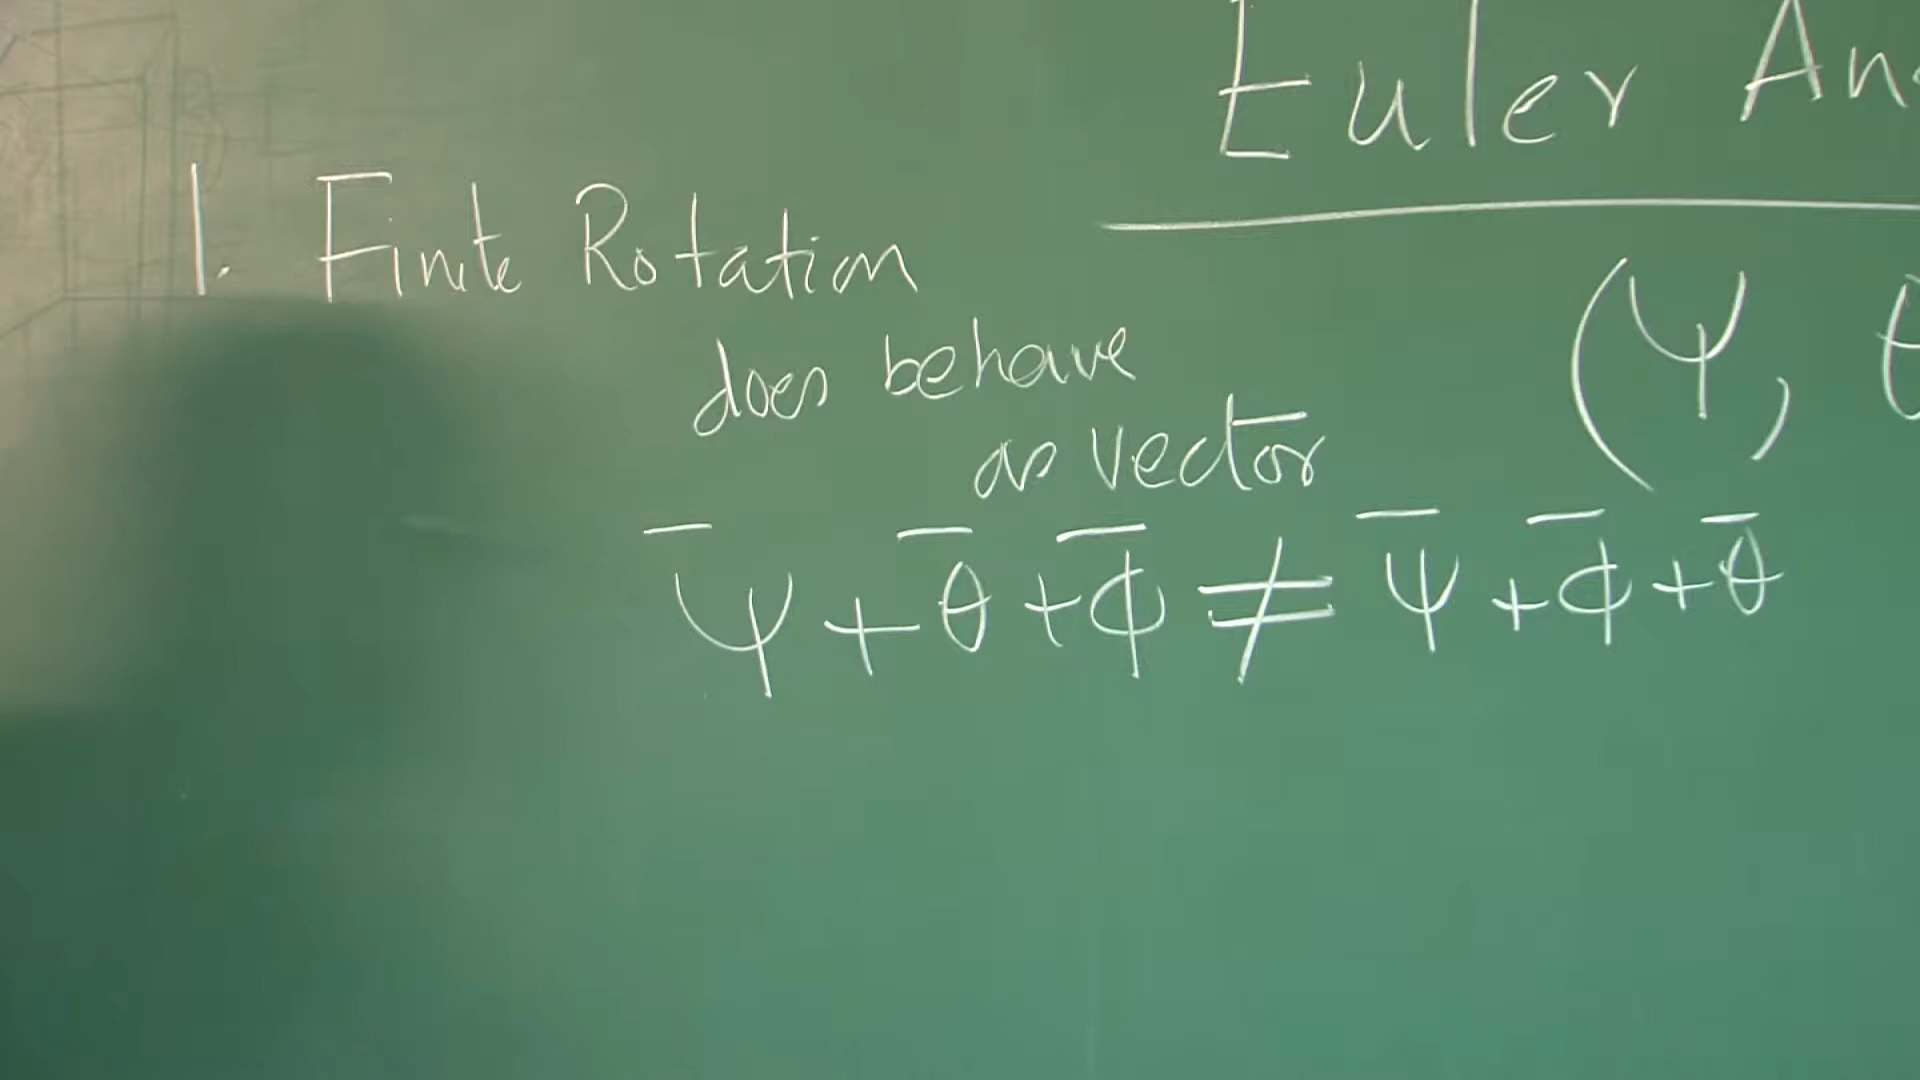 Euler An
1. Finite Rotation
does behave
as vector
(Ψ, θ
Ψ̅ + θ̅ + ϕ̅ ≠ Ψ̅ + ϕ̅ + θ̅